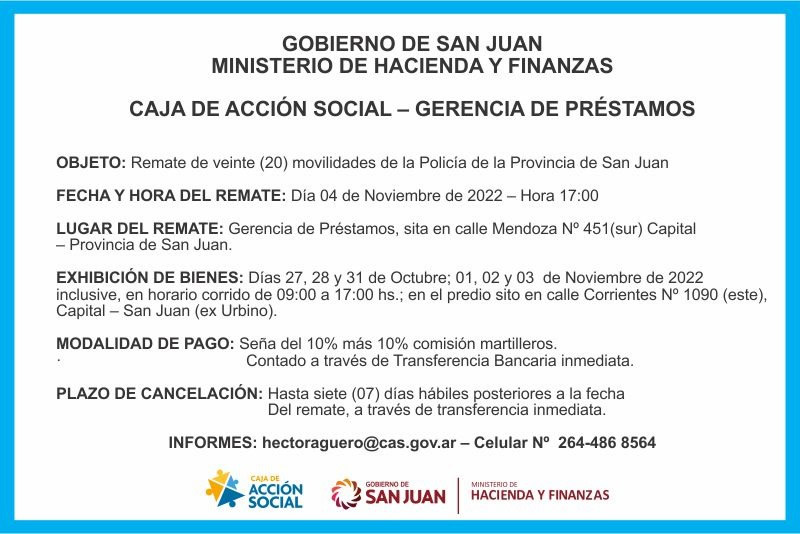 GOBIERNO DE SAN JUAN
MINISTERIO DE HACIENDA Y FINANZAS
CAJA DE ACCIÓN SOCIAL – GERENCIA DE PRÉSTAMOS
OBJETO: Remate de veinte (20) movilidades de la Policía de la Provincia de San Juan
FECHA Y HORA DEL REMATE: Día 04 de Noviembre de 2022 – Hora 17:00
LUGAR DEL REMATE: Gerencia de Préstamos, sita en calle Mendoza Nº 451(sur) Capital
– Provincia de San Juan.
EXHIBICIÓN DE BIENES: Días 27, 28 y 31 de Octubre; 01, 02 y 03 de Noviembre de 2022
inclusive, en horario corrido de 09:00 a 17:00 hs.; en el predio sito en calle Corrientes Nº 1090 (este),
Capital – San Juan (ex Urbino).
MODALIDAD DE PAGO: Seña del 10% más 10% comisión martilleros.
· Contado a través de Transferencia Bancaria inmediata.
PLAZO DE CANCELACIÓN: Hasta siete (07) días hábiles posteriores a la fecha
Del remate, a través de transferencia inmediata.
INFORMES: hectoraguero@cas.gov.ar – Celular Nº 264-486 8564
CAJA DE
ACCIÓN
SOCIAL
GOBIERNO DE
SAN JUAN
MINISTERIO DE
HACIENDA Y FINANZAS